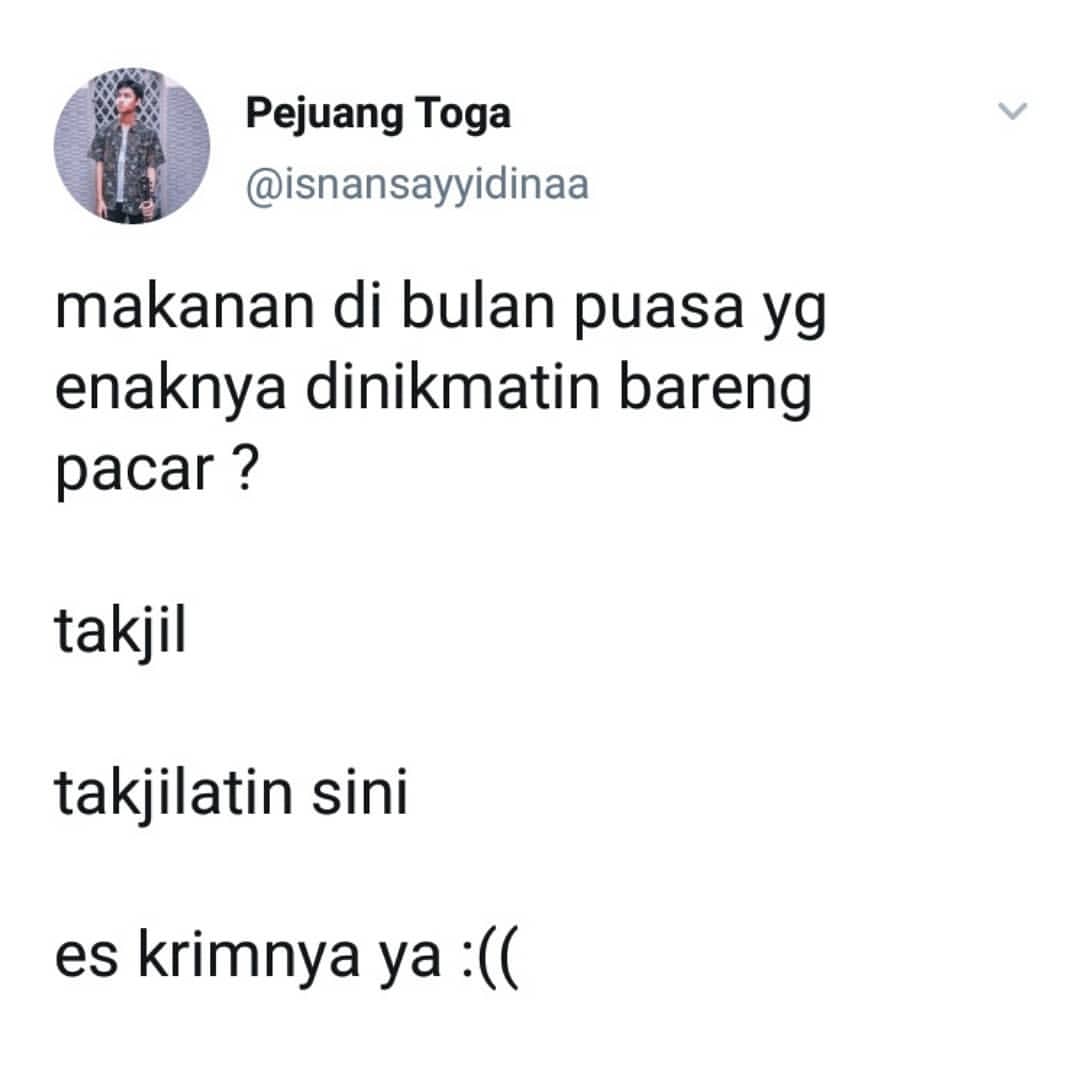 Pejuang Toga
@isnansayyidinaa
makanan di bulan puasa yg
enaknya dinikmatin bareng
pacar ?
takjil
takjilatin sini
es krimnya ya :((